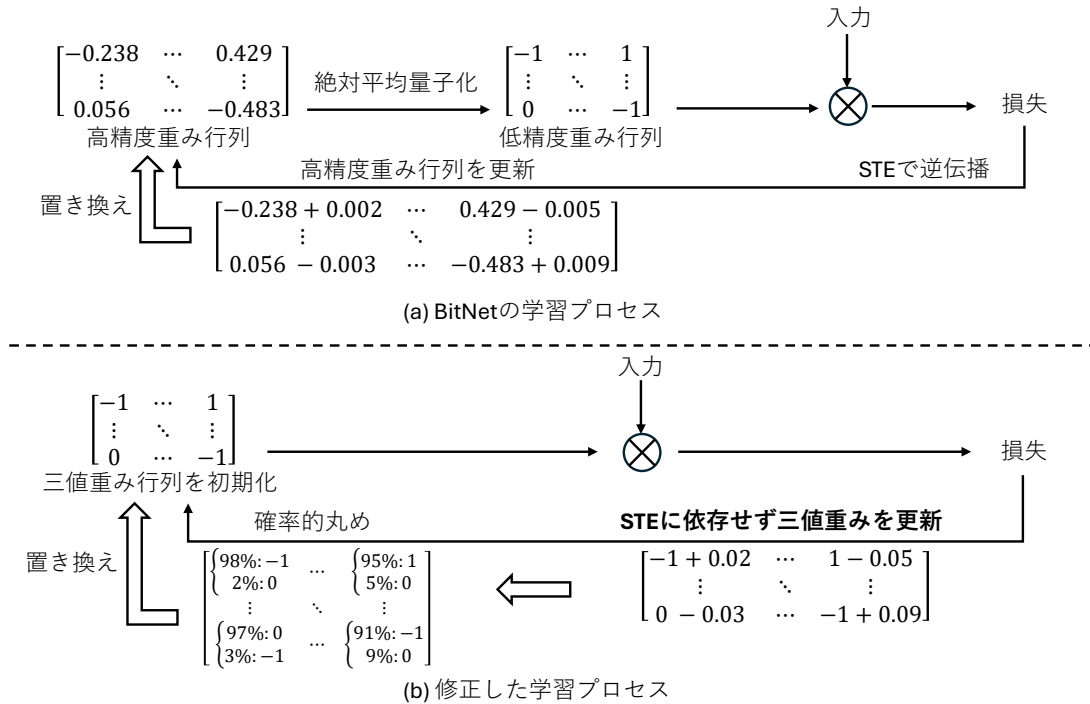 入力
−0.238 ⋯ 0.429
⋮ ⋱ ⋮
0.056 ⋯ −0.483
高精度重み行列
絶対平均量子化
−1 ⋯ 1
⋮ ⋱ ⋮
0 ⋯ −1
低精度重み行列
損失
高精度重み行列を更新
STEで逆伝播
置き換え
−0.238 + 0.002 ⋯ 0.429 − 0.005
⋮ ⋱ ⋮
0.056 − 0.003 ⋯ −0.483 + 0.009
(a) BitNetの学習プロセス
入力
−1 ⋯ 1
⋮ ⋱ ⋮
0 ⋯ −1
三値重み行列を初期化
損失
確率的丸め
STEに依存せず三値重みを更新
置き換え
98%: −1 ⋯ 95%: 1
2%: 0 5%: 0
⋮ ⋱ ⋮
97%: 0 ⋯ 91%: −1
3%: −1 9%: 0
−1 + 0.02 ⋯ 1 − 0.05
⋮ ⋱ ⋮
0 − 0.03 ⋯ −1 + 0.09
(b) 修正した学習プロセス